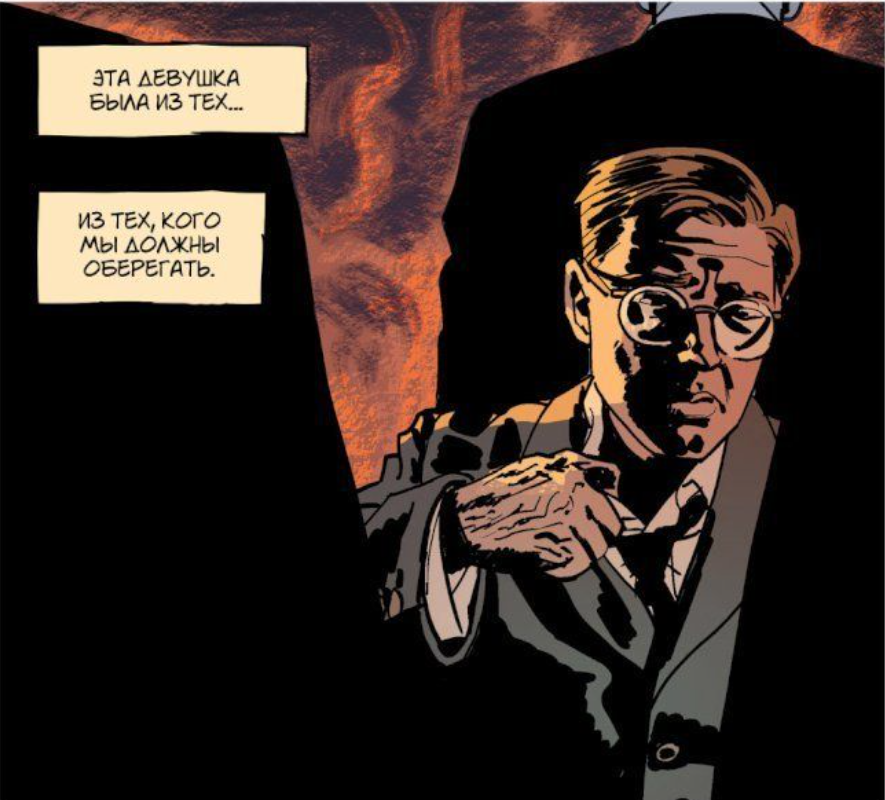 ЭТА ДЕВУШКА
БЫЛА ИЗ ТЕХ...
ИЗ ТЕХ, КОГО
МЫ ДОЛЖНЫ
ОБЕРЕГАТЬ.